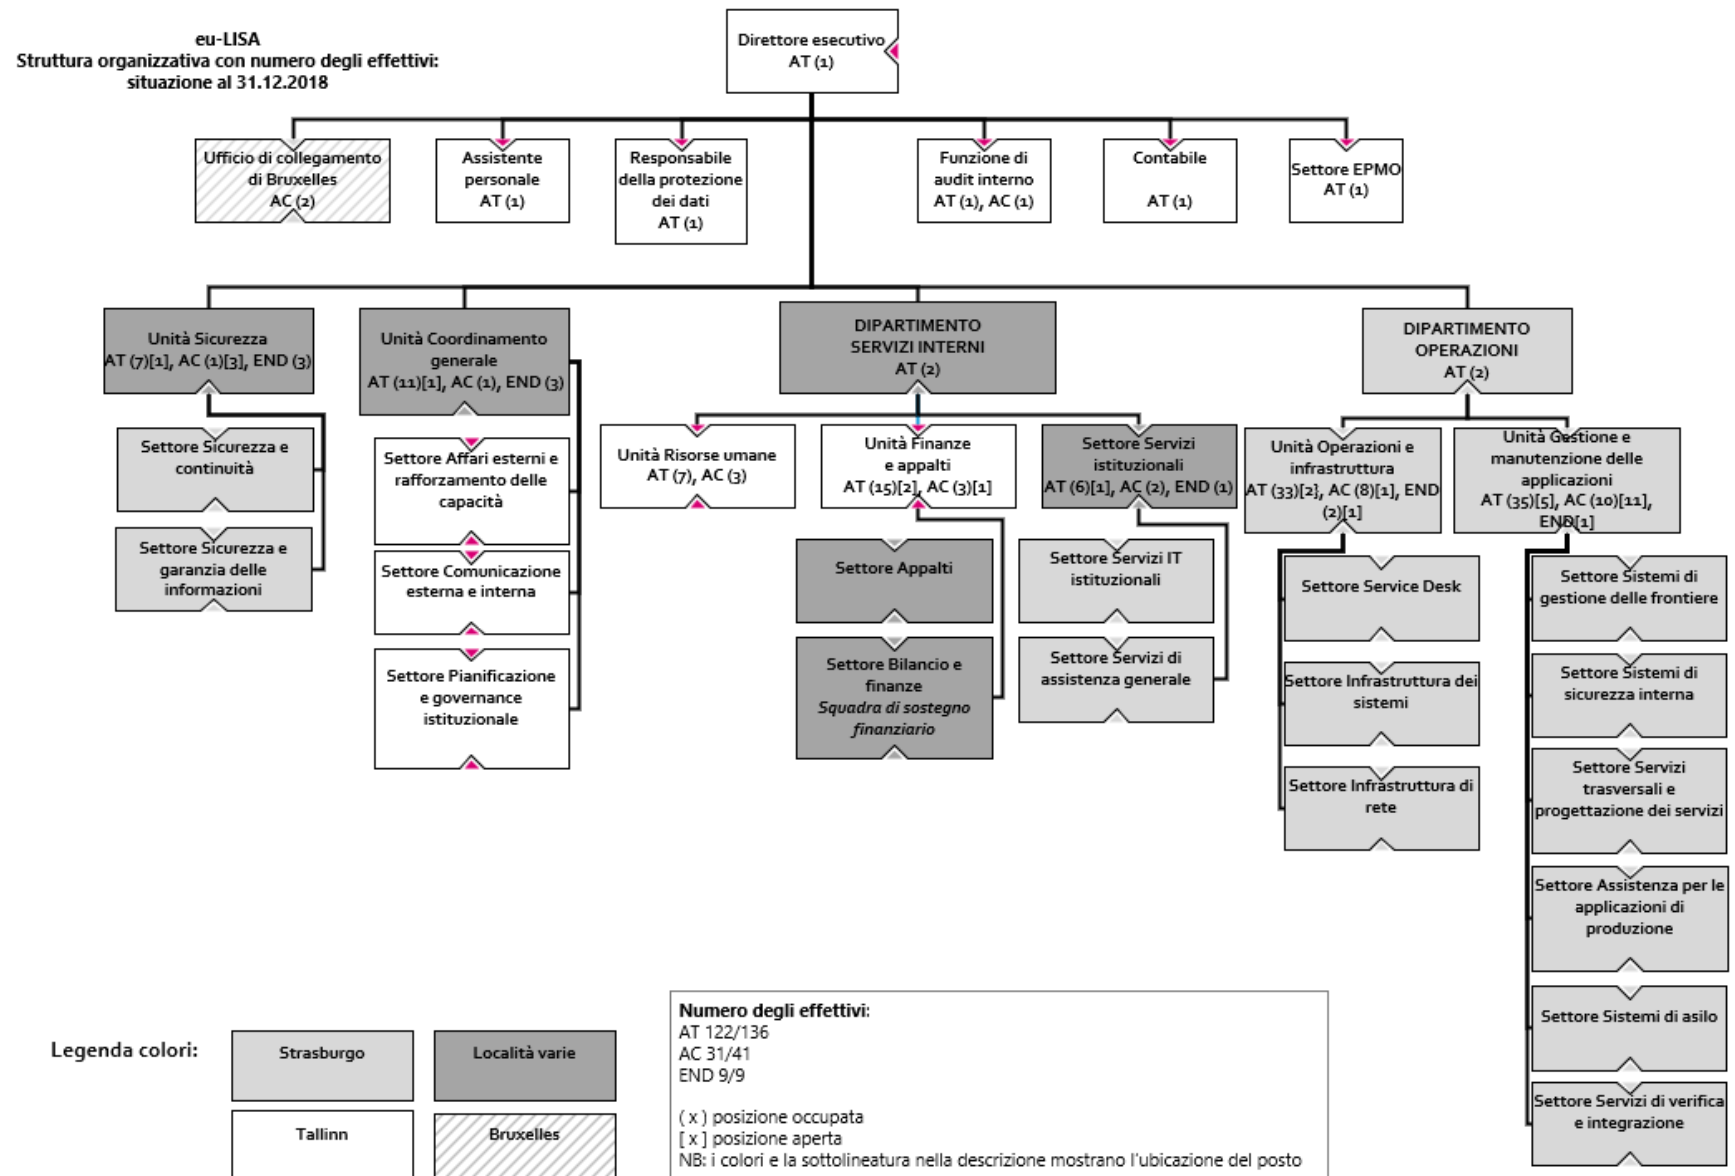 eu-LISA
Struttura organizzativa con numero degli effettivi:
situazione al 31.12.2018
Direttore esecutivo
AT (1)
Ufficio di collegamento
di Bruxelles
AC (2)
Assistente
personale
AT (1)
Responsabile
della protezione
dei dati
AT (1)
Funzione di
audit interno
AT (1), AC (1)
Contabile
AT (1)
Settore EPMO
AT (1)
Unità Sicurezza
AT (7)[1], AC (1)[3], END (3)
Settore Sicurezza e
continuità
Settore Sicurezza e
garanzia delle
informazioni
Unità Coordinamento
generale
AT (11)[1], AC (1), END (3)
Settore Affari esterni e
rafforzamento delle
capacità
Settore Comunicazione
esterna e interna
Settore Pianificazione
e governance
istituzionale
DIPARTIMENTO
SERVIZI INTERNI
AT (2)
Unità Risorse umane
AT (7), AC (3)
Unità Finanze
e appalti
AT (15)[2], AC (3)[1]
Settore Appalti
Settore Bilancio e
finanze
Squadra di sostegno
finanziario
Settore Servizi
istituzionali
AT (6)[1], AC (2), END (1)
Settore Servizi IT
istituzionali
Settore Servizi di
assistenza generale
DIPARTIMENTO
OPERAZIONI
AT (2)
Unità Operazioni e
infrastruttura
AT (33)[2}, AC (8)[1], END
(2)[1]
Settore Service Desk
Settore Infrastruttura dei
sistemi
Settore Infrastruttura di
rete
Unità Gestione e
manutenzione delle
applicazioni
AT (35)[5], AC (10)[11],
END[1]
Settore Sistemi di
gestione delle frontiere
Settore Sistemi di
sicurezza interna
Settore Servizi
trasversali e
progettazione dei servizi
Settore Assistenza per le
applicazioni di
produzione
Settore Sistemi di asilo
Settore Servizi di verifica
e integrazione
Legenda colori:
Strasburgo
Località varie
Tallinn
Bruxelles
Numero degli effettivi:
AT 122/136
AC 31/41
END 9/9
( x ) posizione occupata
[ x ] posizione aperta
NB: i colori e la sottolineatura nella descrizione mostrano l'ubicazione del posto